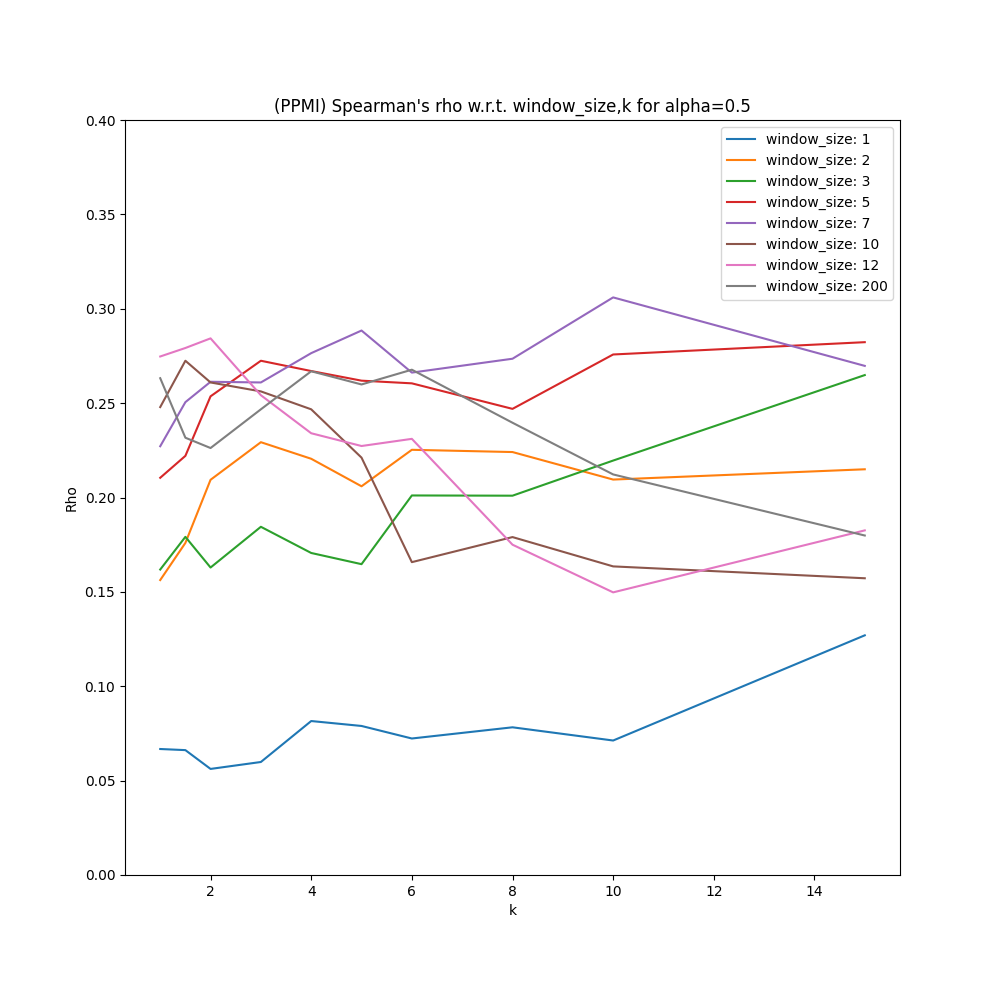 (PPMI) Spearman's rho w.r.t. window_size,k for alpha=0.5
0.40
0.35
0.30
0.25
0.20
0.15
0.10
0.05
0.00
Rho
window_size: 1
window_size: 2
window_size: 3
window_size: 5
window_size: 7
window_size: 10
window_size: 12
window_size: 200
2 4 6 8 10 12 14
k